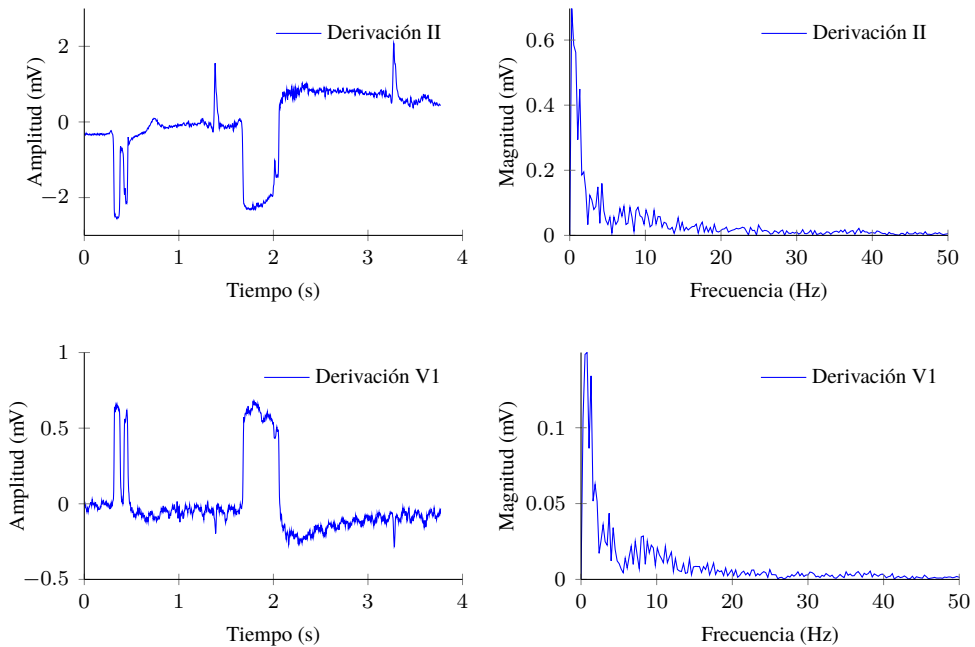 Derivación II
2
0
−2
Amplitud (mV)
0 1 2 3 4
Tiempo (s)
Derivación II
0.6
0.4
0.2
0
Magnitud (mV)
0 10 20 30 40 50
Frecuencia (Hz)
Derivación V1
1
0.5
0
−0.5
Amplitud (mV)
0 1 2 3 4
Tiempo (s)
Derivación V1
0.1
0.05
0
Magnitud (mV)
0 10 20 30 40 50
Frecuencia (Hz)